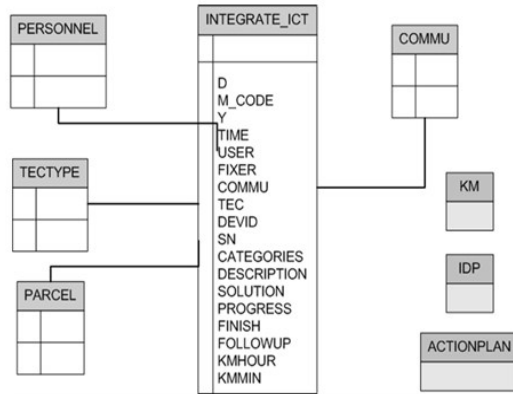 PERSONNEL
INTEGRATE_ICT
COMMU
D
M_CODE
Y
TIME
USER
FIXER
COMMU
TEC
DEVID
SN
CATEGORIES
DESCRIPTION
SOLUTION
PROGRESS
FINISH
FOLLOWUP
KMHOUR
KMMIN
TECTYPE
PARCEL
KM
IDP
ACTIONPLAN